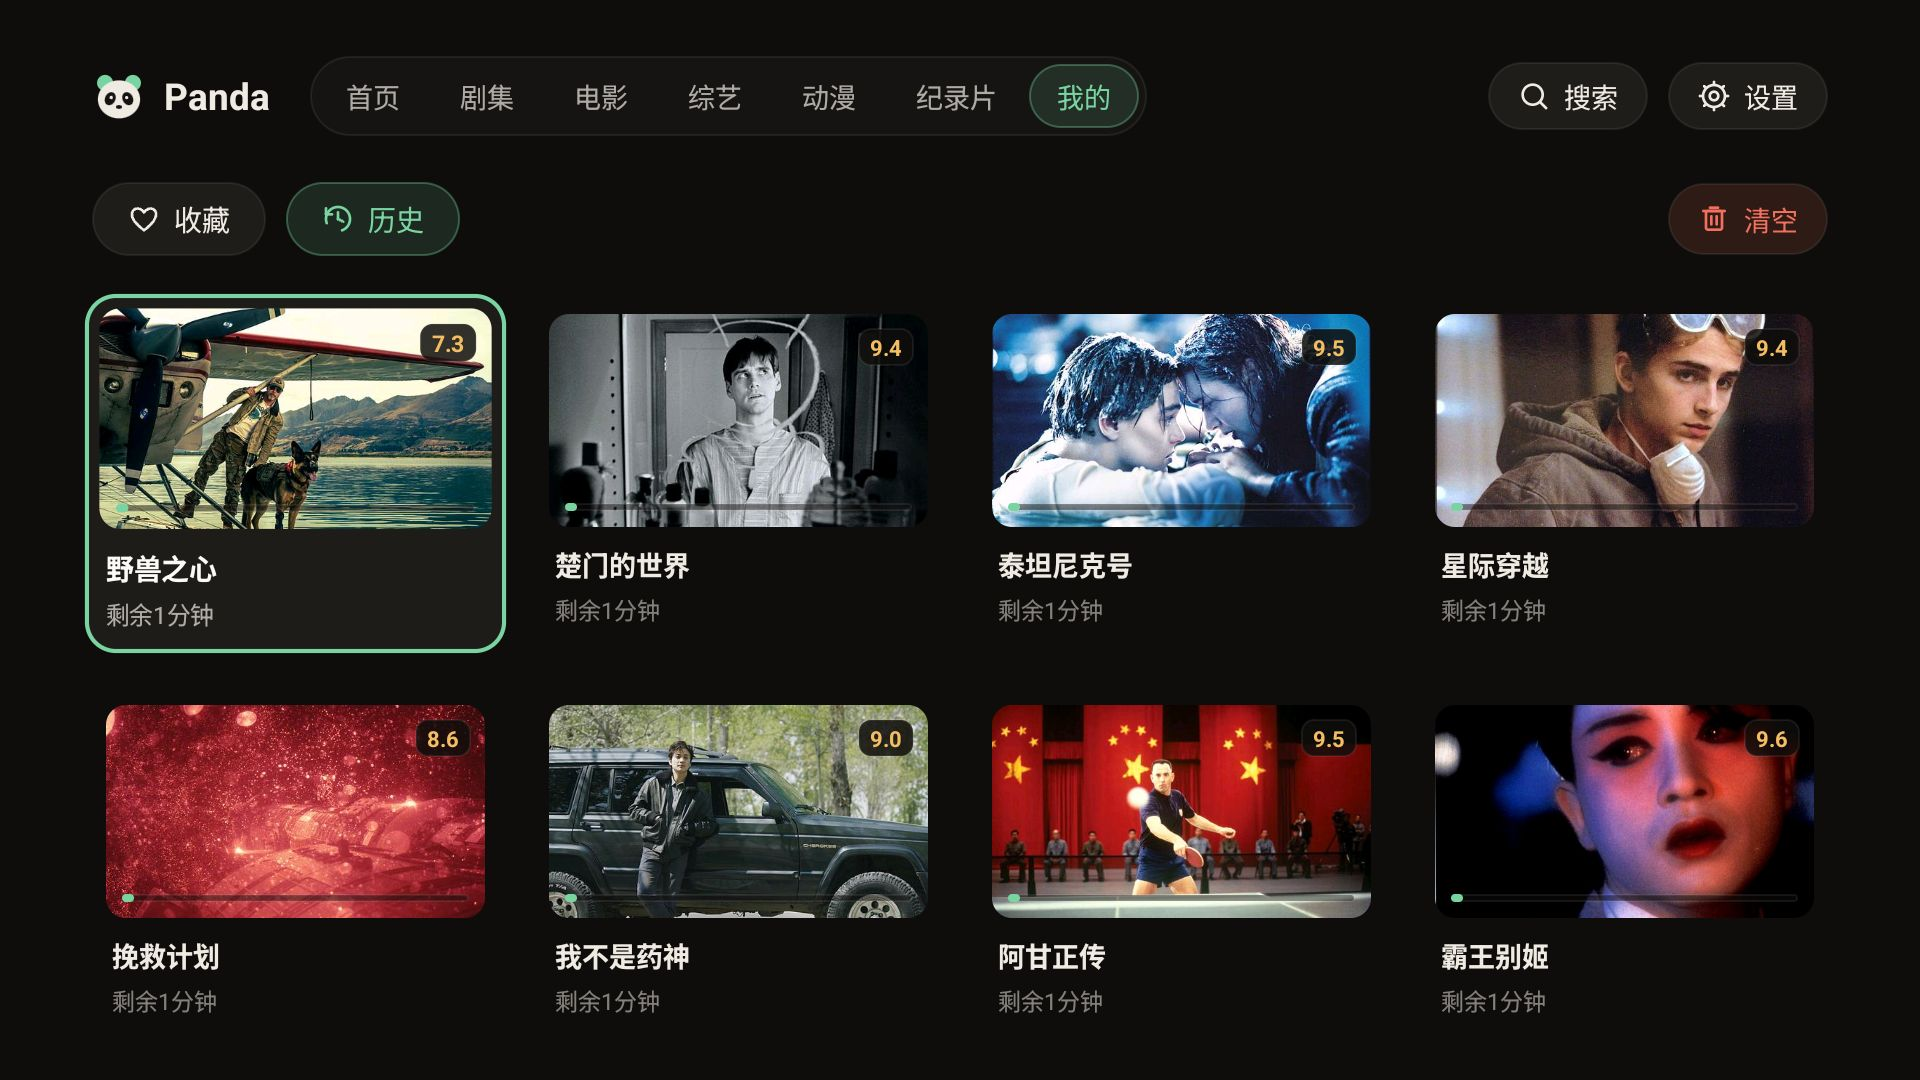 Panda 首页 剧集 电影 综艺 动漫 纪录片 我的 搜索 设置
收藏 历史 清空
7.3 9.4 9.5 9.4
野兽之心 楚门的世界 泰坦尼克号 星际穿越
剩余1分钟 剩余1分钟 剩余1分钟 剩余1分钟
8.6 9.0 9.5 9.6
CHEROKEE
挽救计划 我不是药神 阿甘正传 霸王别姬
剩余1分钟 剩余1分钟 剩余1分钟 剩余1分钟